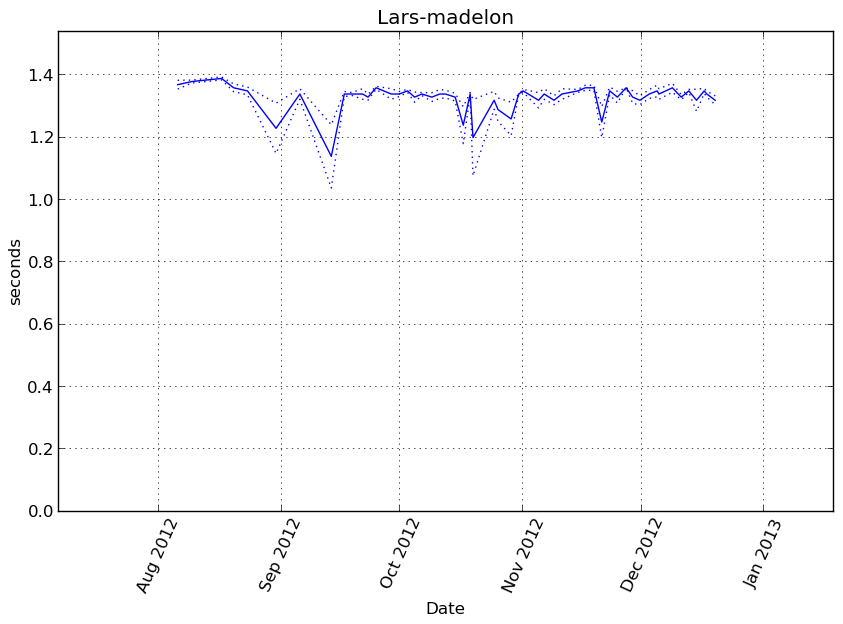 Lars-madelon
1.4
1.2
1.0
0.8
0.6
0.4
0.2
0.0
seconds
Aug 2012
Sep 2012
Oct 2012
Nov 2012
Dec 2012
Jan 2013
Date